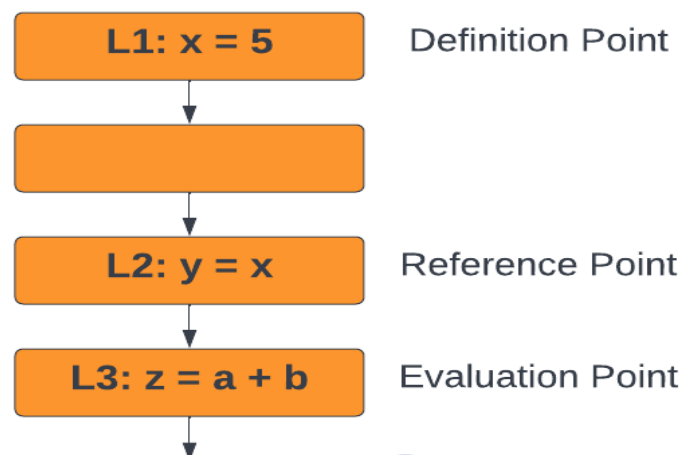 L1: x = 5 Definition Point
L2: y = x Reference Point
L3: z = a + b Evaluation Point